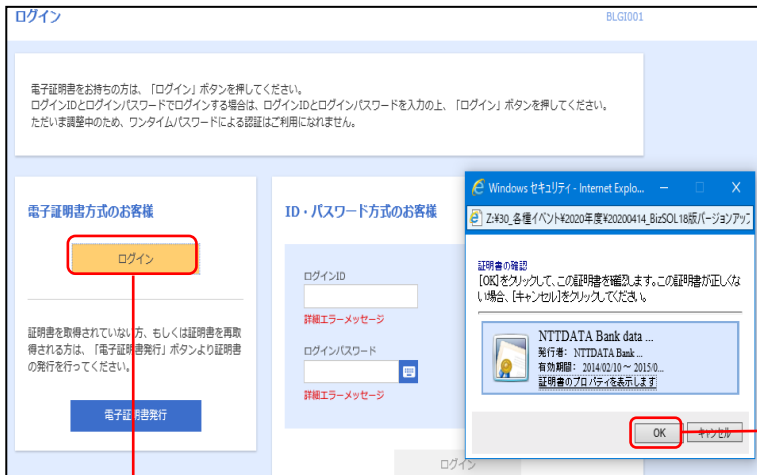 ログイン
BLGI001
電子証明書をお持ちの方は、「ログイン」ボタンを押してください。
ログインIDとログインパスワードでログインする場合は、ログインIDとログインパスワードを入力の上、「ログイン」ボタンを押してください。
ただいま調整中のため、ワンタイムパスワードによる認証はご利用になれません。
電子証明書方式のお客様
ログイン
証明書を取得されていない方、もしくは証明書を再取
得される方は、「電子証明書発行」ボタンより証明書
の発行を行ってください。
電子証明書発行
ID・パスワード方式のお客様
ログインID
詳細エラーメッセージ
ログインパスワード
詳細エラーメッセージ
ログイン
Windows セキュリティ - Internet Explo...
Z:¥30_各種イベント¥2020年度¥20200414_BizSOL18版バージョンアップ
証明書の確認
[OK]をクリックして、この証明書を確認します。この証明書が正しくな
い場合、[キャンセル]をクリックしてください。
NTTDATA Bank data ...
発行者: NTTDATA Bank ...
有効期間: 2014/02/10 ～ 2015/0...
証明書のプロパティを表示します
OK
キャンセル